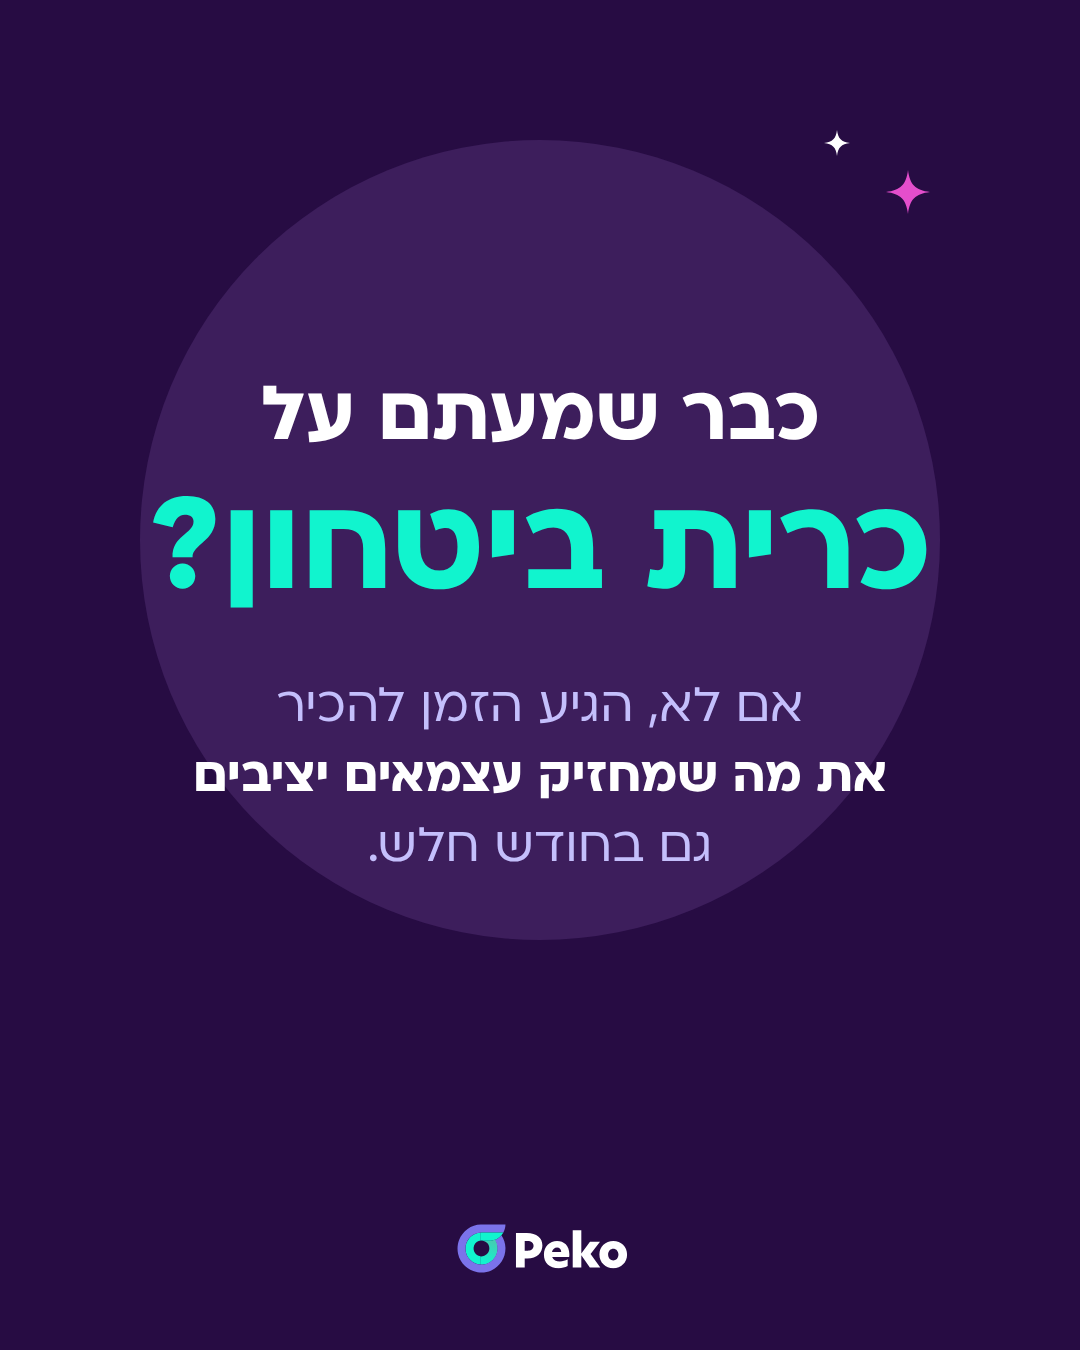 כבר שמעתם על
כרית ביטחון?
אם לא, הגיע הזמן להכיר
את מה שמחזיק עצמאים יציבים
גם בחודש חלש.
Peko